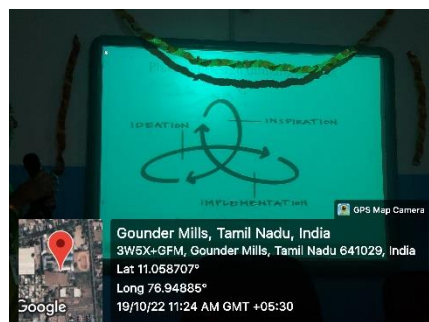 IDEATION
INSPIRATION
IMPLEMENTATION
GPS Map Camera
Gounder Mills, Tamil Nadu, India
3W5X+GFM, Gounder Mills, Tamil Nadu 641029, India
Lat 11.058707°
Long 76.94885°
19/10/22 11:24 AM GMT +05:30
Google